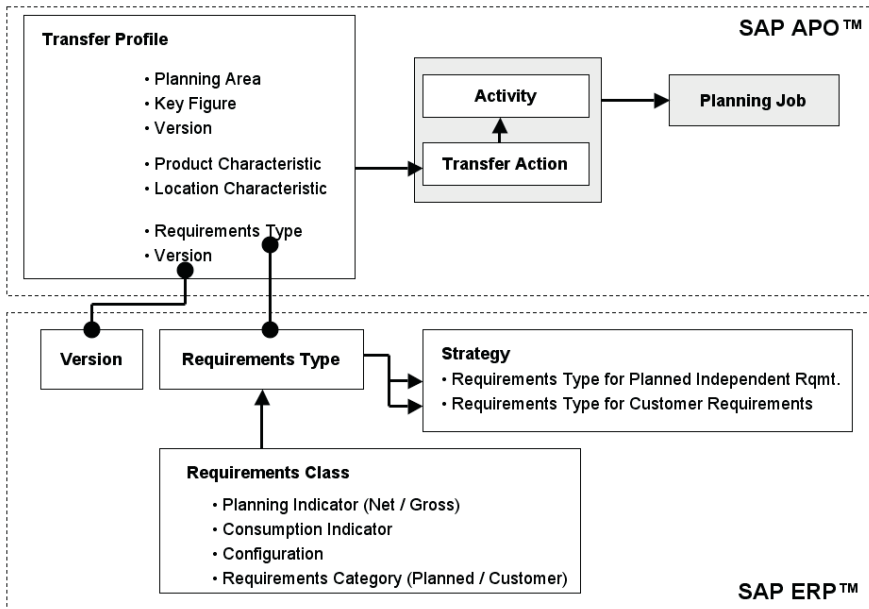 SAP APO™
Transfer Profile
• Planning Area
• Key Figure
• Version
• Product Characteristic
• Location Characteristic
• Requirements Type
• Version
Activity
Transfer Action
Planning Job
Version
Requirements Type
Strategy
• Requirements Type for Planned Independent Rqmt.
• Requirements Type for Customer Requirements
Requirements Class
• Planning Indicator (Net / Gross)
• Consumption Indicator
• Configuration
• Requirements Category (Planned / Customer)
SAP ERP™